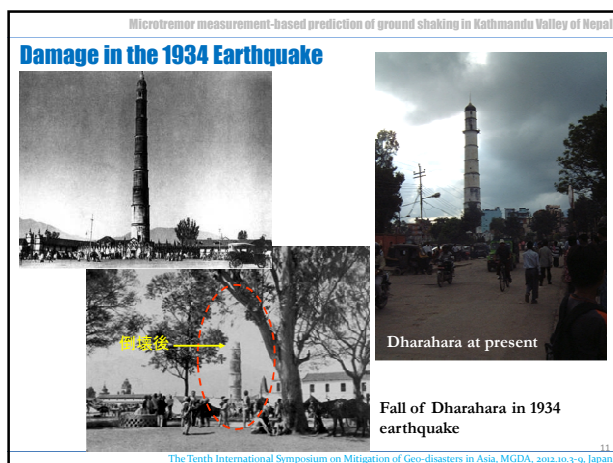 Microtremor measurement-based prediction of ground shaking in Kathmandu Valley of Nepal
Damage in the 1934 Earthquake
倒壊後
Dharahara at present
Fall of Dharahara in 1934
earthquake
11
The Tenth International Symposium on Mitigation of Geo-disasters in Asia, MGDA, 2012.10.3-9, Japan